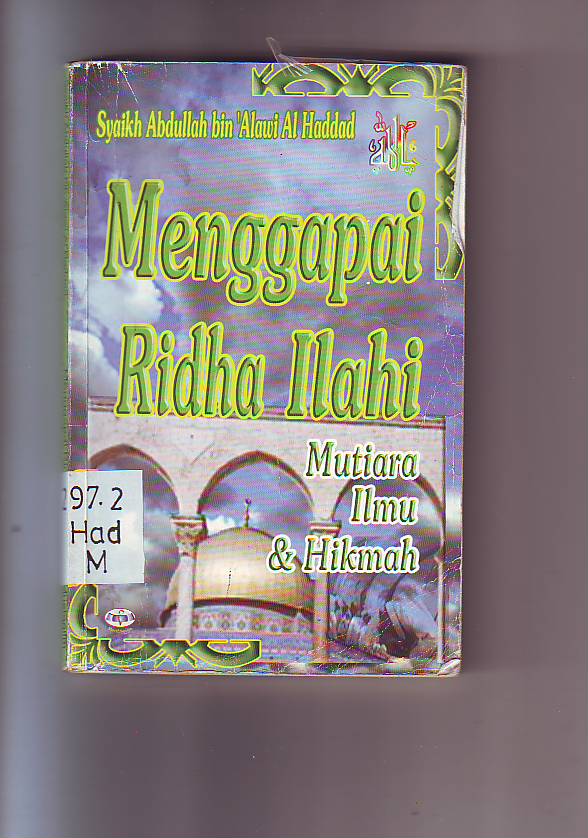 Syaikh Abdullah bin 'Alawi Al Haddad
Menggapai
Ridha Ilahi
Mutiara
Ilmu
& Hikmah
297.2
Had
M